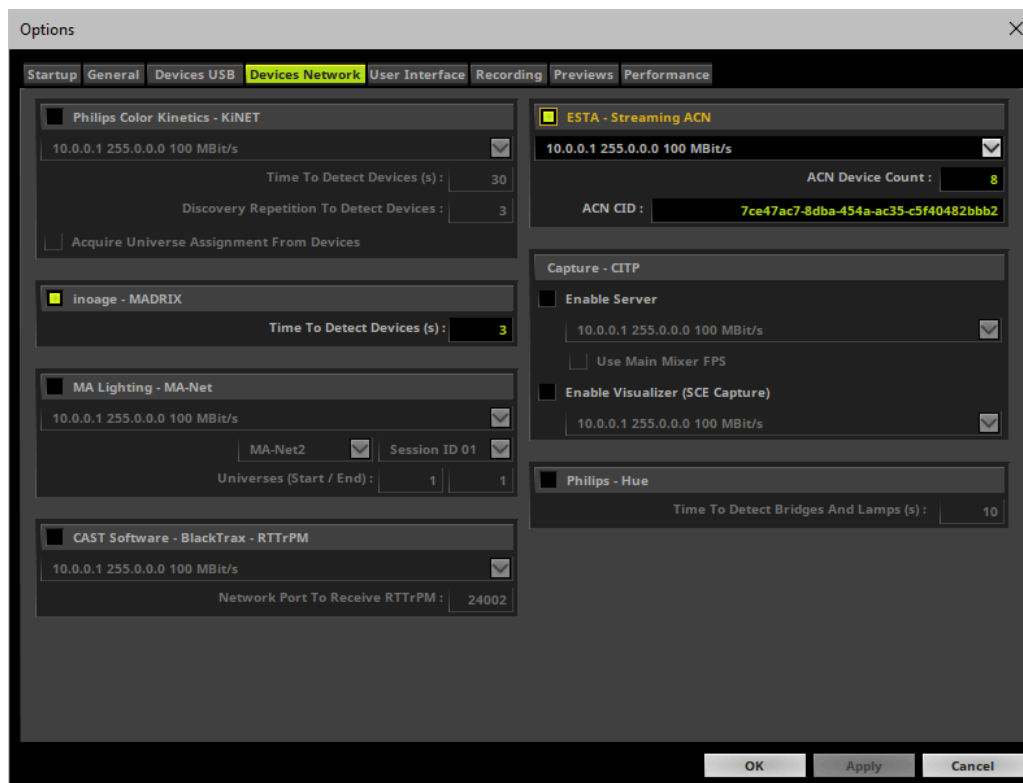 Options
Startup General Devices USB Devices Network User Interface Recording Previews Performance
Philips Color Kinetics - KiNET
10.0.0.1 255.0.0.0 100 MBit/s
Time To Detect Devices (s) : 30
Discovery Repetition To Detect Devices : 3
Acquire Universe Assignment From Devices
inoage - MADRIX
Time To Detect Devices (s) : 3
MA Lighting - MA-Net
10.0.0.1 255.0.0.0 100 MBit/s
MA-Net2 Session ID 01
Universes (Start / End) : 1 1
CAST Software - BlackTrax - RTTrPM
10.0.0.1 255.0.0.0 100 MBit/s
Network Port To Receive RTTrPM : 24002
ESTA - Streaming ACN
10.0.0.1 255.0.0.0 100 MBit/s
ACN Device Count : 8
ACN CID : 7ce47ac7-8dba-454a-ac35-c5f40482bbb2
Capture - CITP
Enable Server
10.0.0.1 255.0.0.0 100 MBit/s
Use Main Mixer FPS
Enable Visualizer (SCE Capture)
10.0.0.1 255.0.0.0 100 MBit/s
Philips - Hue
Time To Detect Bridges And Lamps (s) : 10
OK Apply Cancel